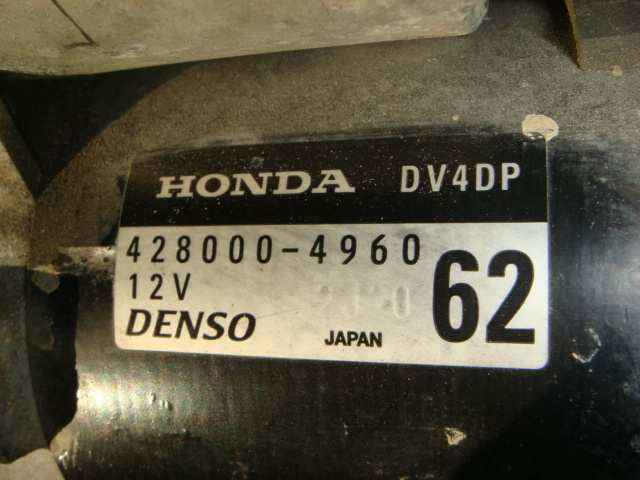 HONDA DV4DP
428000-4960
12V
62
DENSO JAPAN